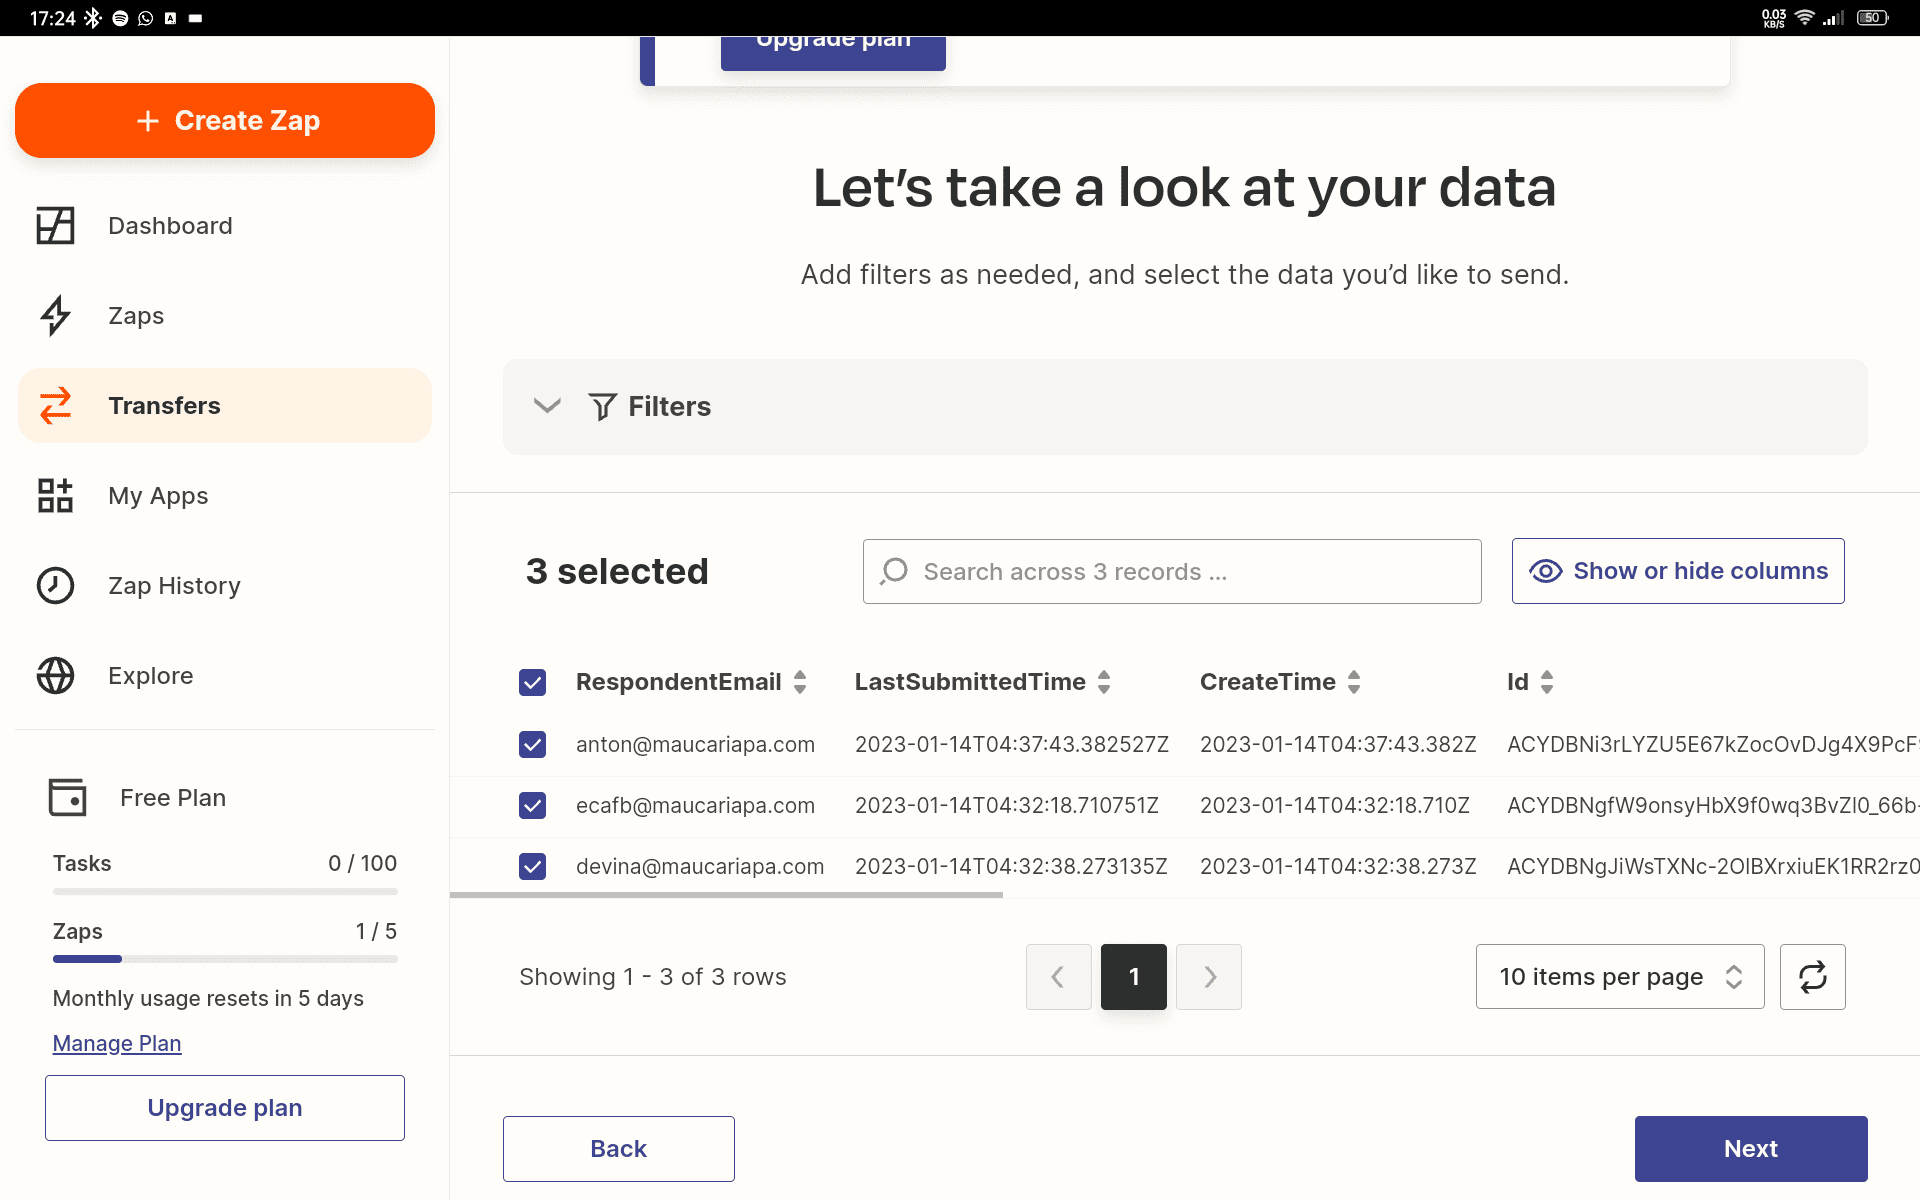 17:24
0.03
KB/S
50
Upgrade plan
Create Zap
Dashboard
Zaps
Transfers
My Apps
Zap History
Explore
Free Plan
Tasks 0 / 100
Zaps 1 / 5
Monthly usage resets in 5 days
Manage Plan
Upgrade plan
Let’s take a look at your data
Add filters as needed, and select the data you’d like to send.
Filters
3 selected
Search across 3 records ...
Show or hide columns
RespondentEmail LastSubmittedTime CreateTime Id
anton@maucariapa.com 2023-01-14T04:37:43.382527Z 2023-01-14T04:37:43.382Z ACYDBNi3rLYZU5E67kZocOvDJg4X9PcF9
ecafb@maucariapa.com 2023-01-14T04:32:18.710751Z 2023-01-14T04:32:18.710Z ACYDBNgfW9onsyHbX9f0wq3BvZl0_66b-
devina@maucariapa.com 2023-01-14T04:32:38.273135Z 2023-01-14T04:32:38.273Z ACYDBNgJiWsTXNc-2OlBXrxiuEK1RR2rz0
Showing 1 - 3 of 3 rows
1
10 items per page
Back
Next